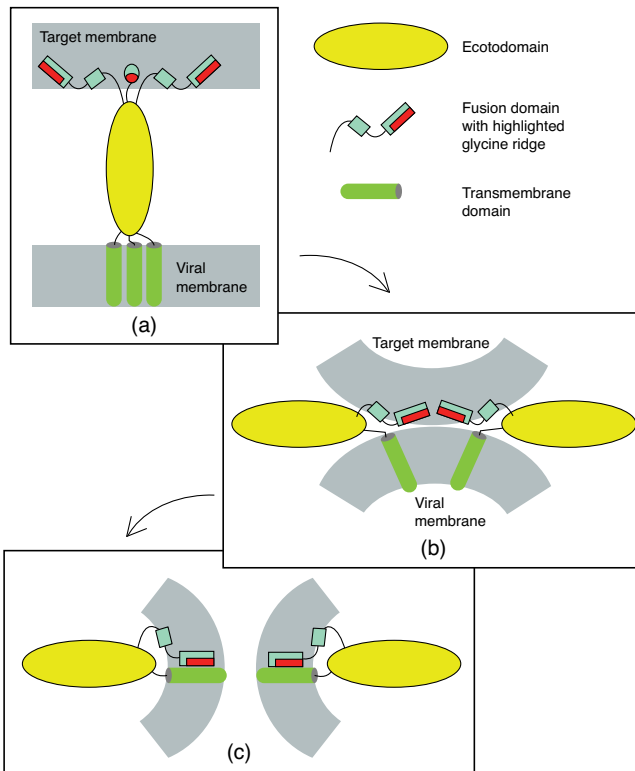 Target membrane
Viral
membrane
(a)
Ecotodomain
Fusion domain
with highlighted
glycine ridge
Transmembrane
domain
Target membrane
Viral
membrane
(b)
(c)